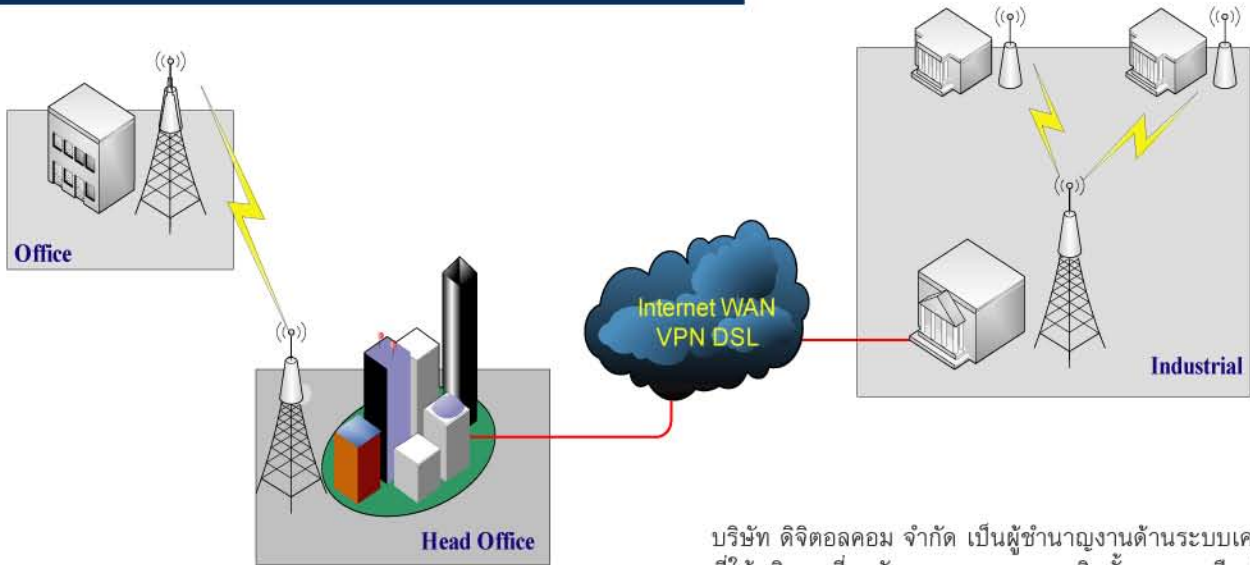 Office
Internet WAN
VPN DSL
Industrial
Head Office
บริษัท ดิจิตอลคอม จำกัด เป็นผู้ชำนาญงานด้านระบบเค